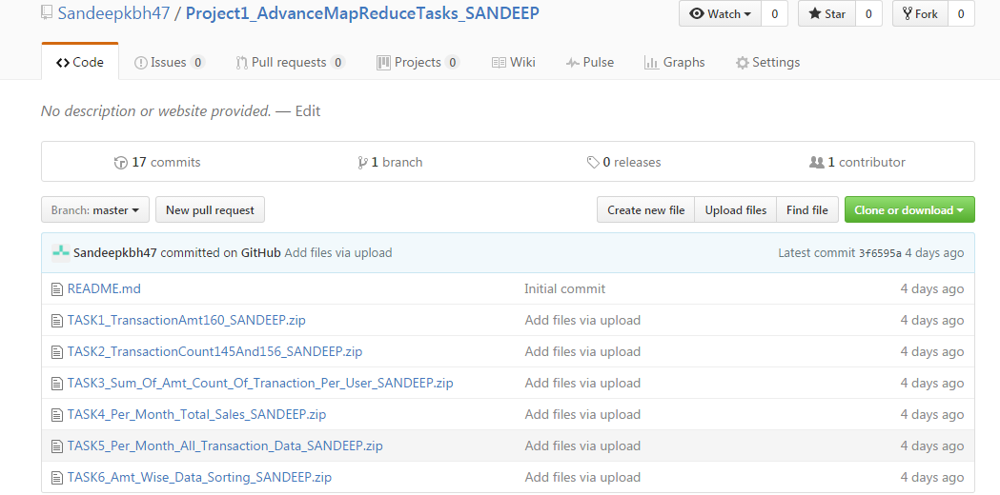 Sandeepkbh47 / Project1_AdvanceMapReduceTasks_SANDEEP Watch 0 Star 0 Fork 0
Code Issues 0 Pull requests 0 Projects 0 Wiki Pulse Graphs Settings
No description or website provided. — Edit
17 commits 1 branch 0 releases 1 contributor
Branch: master New pull request Create new file Upload files Find file Clone or download
Sandeepkbh47 committed on GitHub Add files via upload Latest commit 3f6595a 4 days ago
README.md Initial commit 4 days ago
TASK1_TransactionAmt160_SANDEEP.zip Add files via upload 4 days ago
TASK2_TransactionCount145And156_SANDEEP.zip Add files via upload 4 days ago
TASK3_Sum_Of_Amt_Count_Of_Tranaction_Per_User_SANDEEP.zip Add files via upload 4 days ago
TASK4_Per_Month_Total_Sales_SANDEEP.zip Add files via upload 4 days ago
TASK5_Per_Month_All_Transaction_Data_SANDEEP.zip Add files via upload 4 days ago
TASK6_Amt_Wise_Data_Sorting_SANDEEP.zip Add files via upload 4 days ago